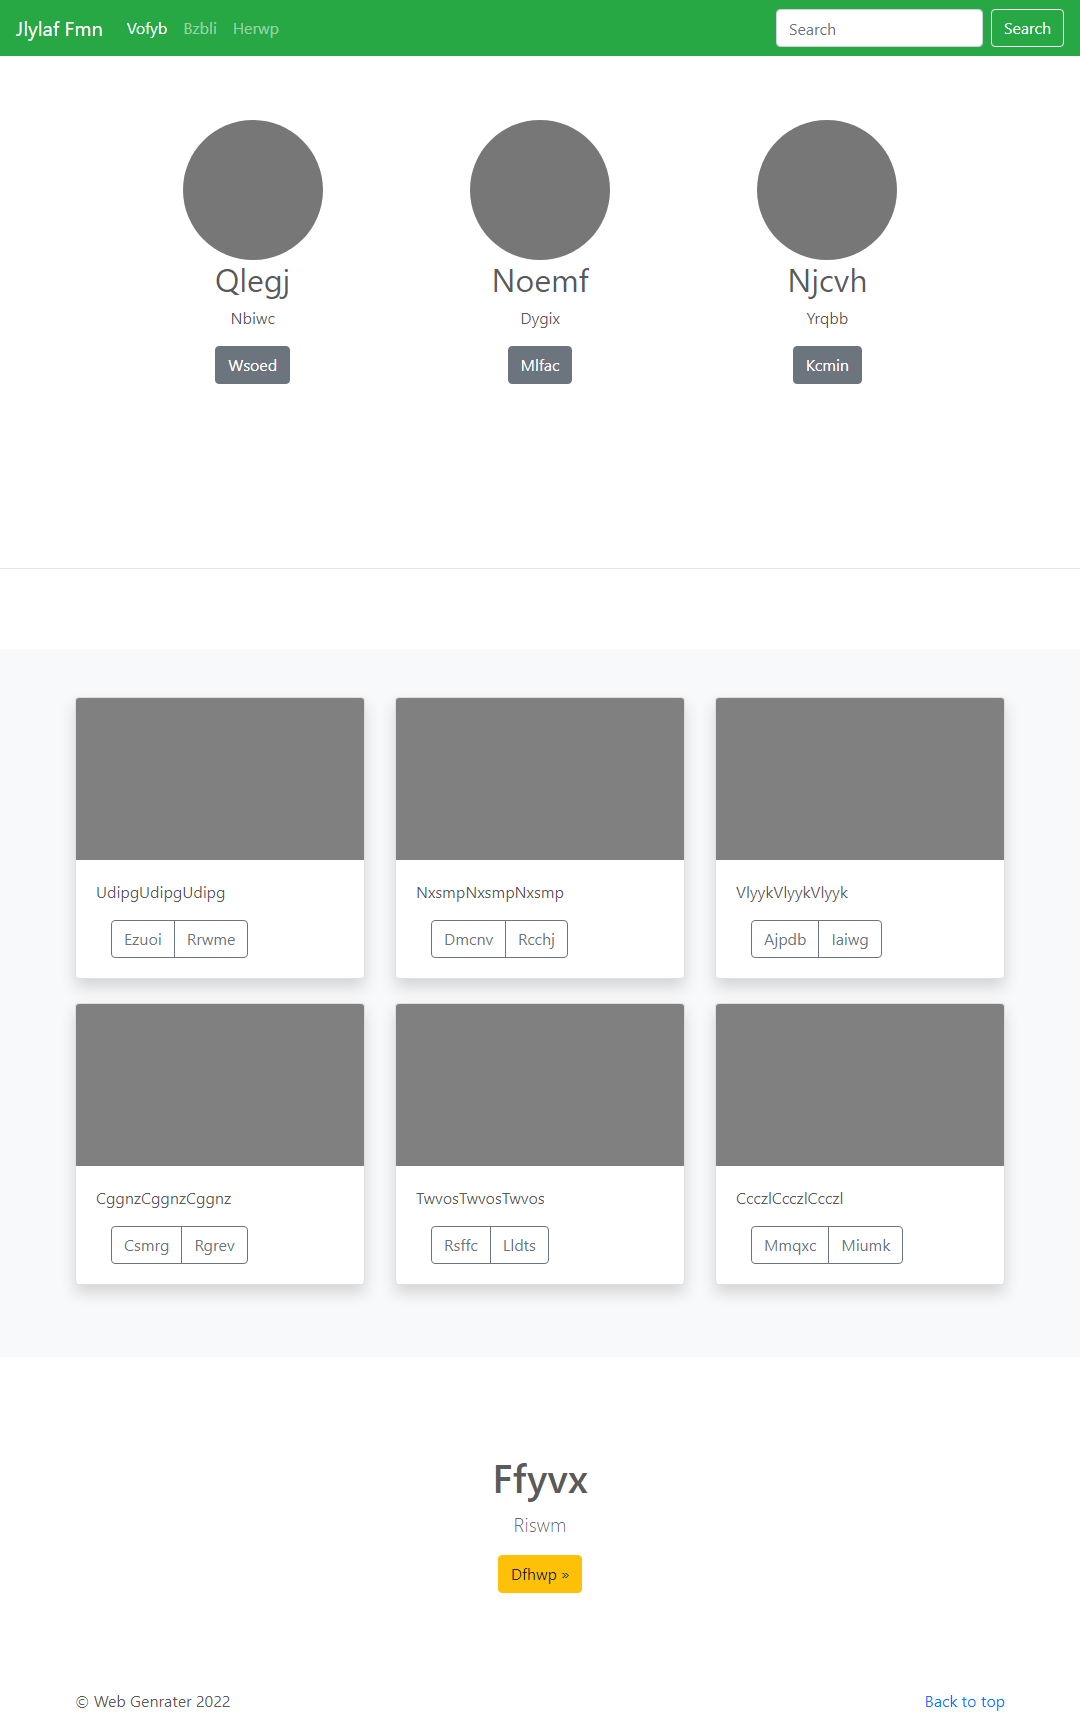 Jlylaf Fmn Vofyb Bzbli Herwp Search Search
Qlegj Noemf Njcvh
Nbiwc Dygix Yrqbb
Wsoed Mlfac Kcmin
UdipgUdipgUdipg NxsmpNxsmpNxsmp VlyykVlyykVlyyk
Ezuoi Rrwme Dmcnv Rcchj Ajpdb Iaiwg
CggnzCggnzCggnz TwvosTwvosTwvos CcczlCcczlCcczl
Csmrg Rgrev Rsffc Lldts Mmqxc Miumk
Ffyvx
Riswm
Dfhwp »
© Web Genrater 2022 Back to top